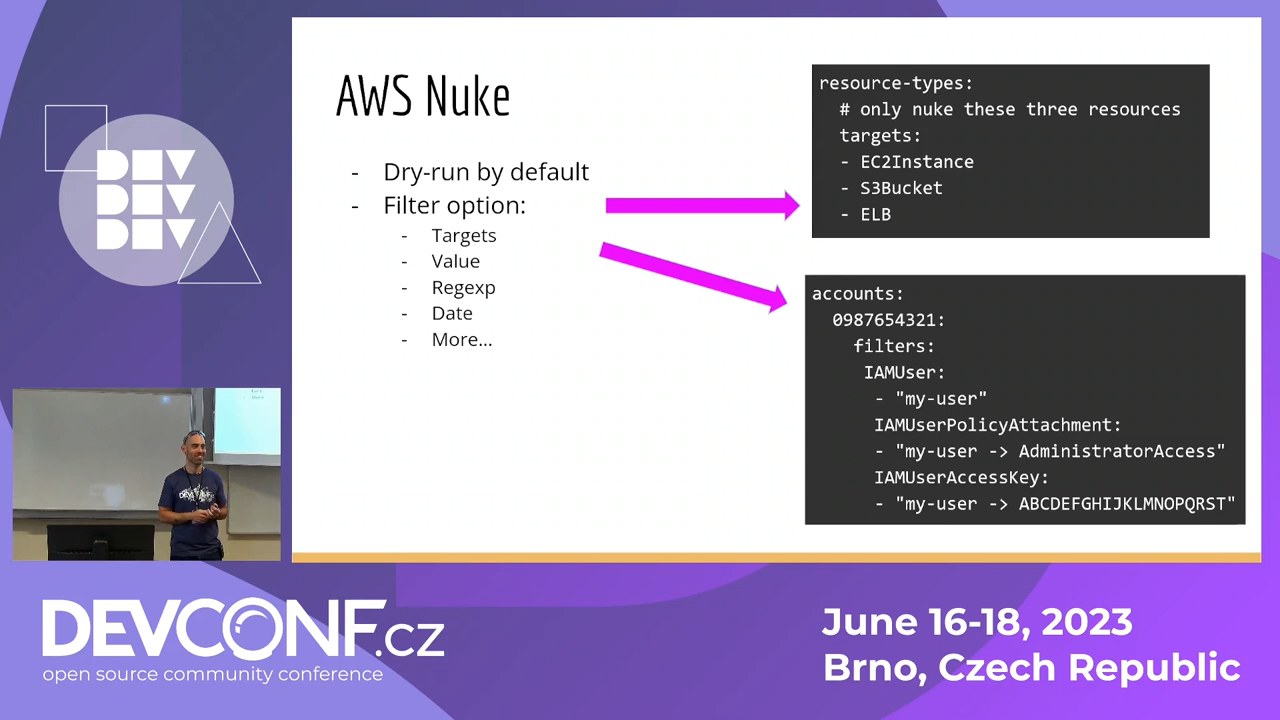 DEV
DEV
DEV
AWS Nuke
- Dry-run by default
- Filter option:
- Targets
- Value
- Regexp
- Date
- More...
resource-types:
# only nuke these three resources
targets:
- EC2Instance
- S3Bucket
- ELB
accounts:
0987654321:
filters:
IAMUser:
- "my-user"
IAMUserPolicyAttachment:
- "my-user -> AdministratorAccess"
IAMUserAccessKey:
- "my-user -> ABCDEFGHIJKLMNOPQRST"
DEVCONF.cz
open source community conference
June 16-18, 2023
Brno, Czech Republic